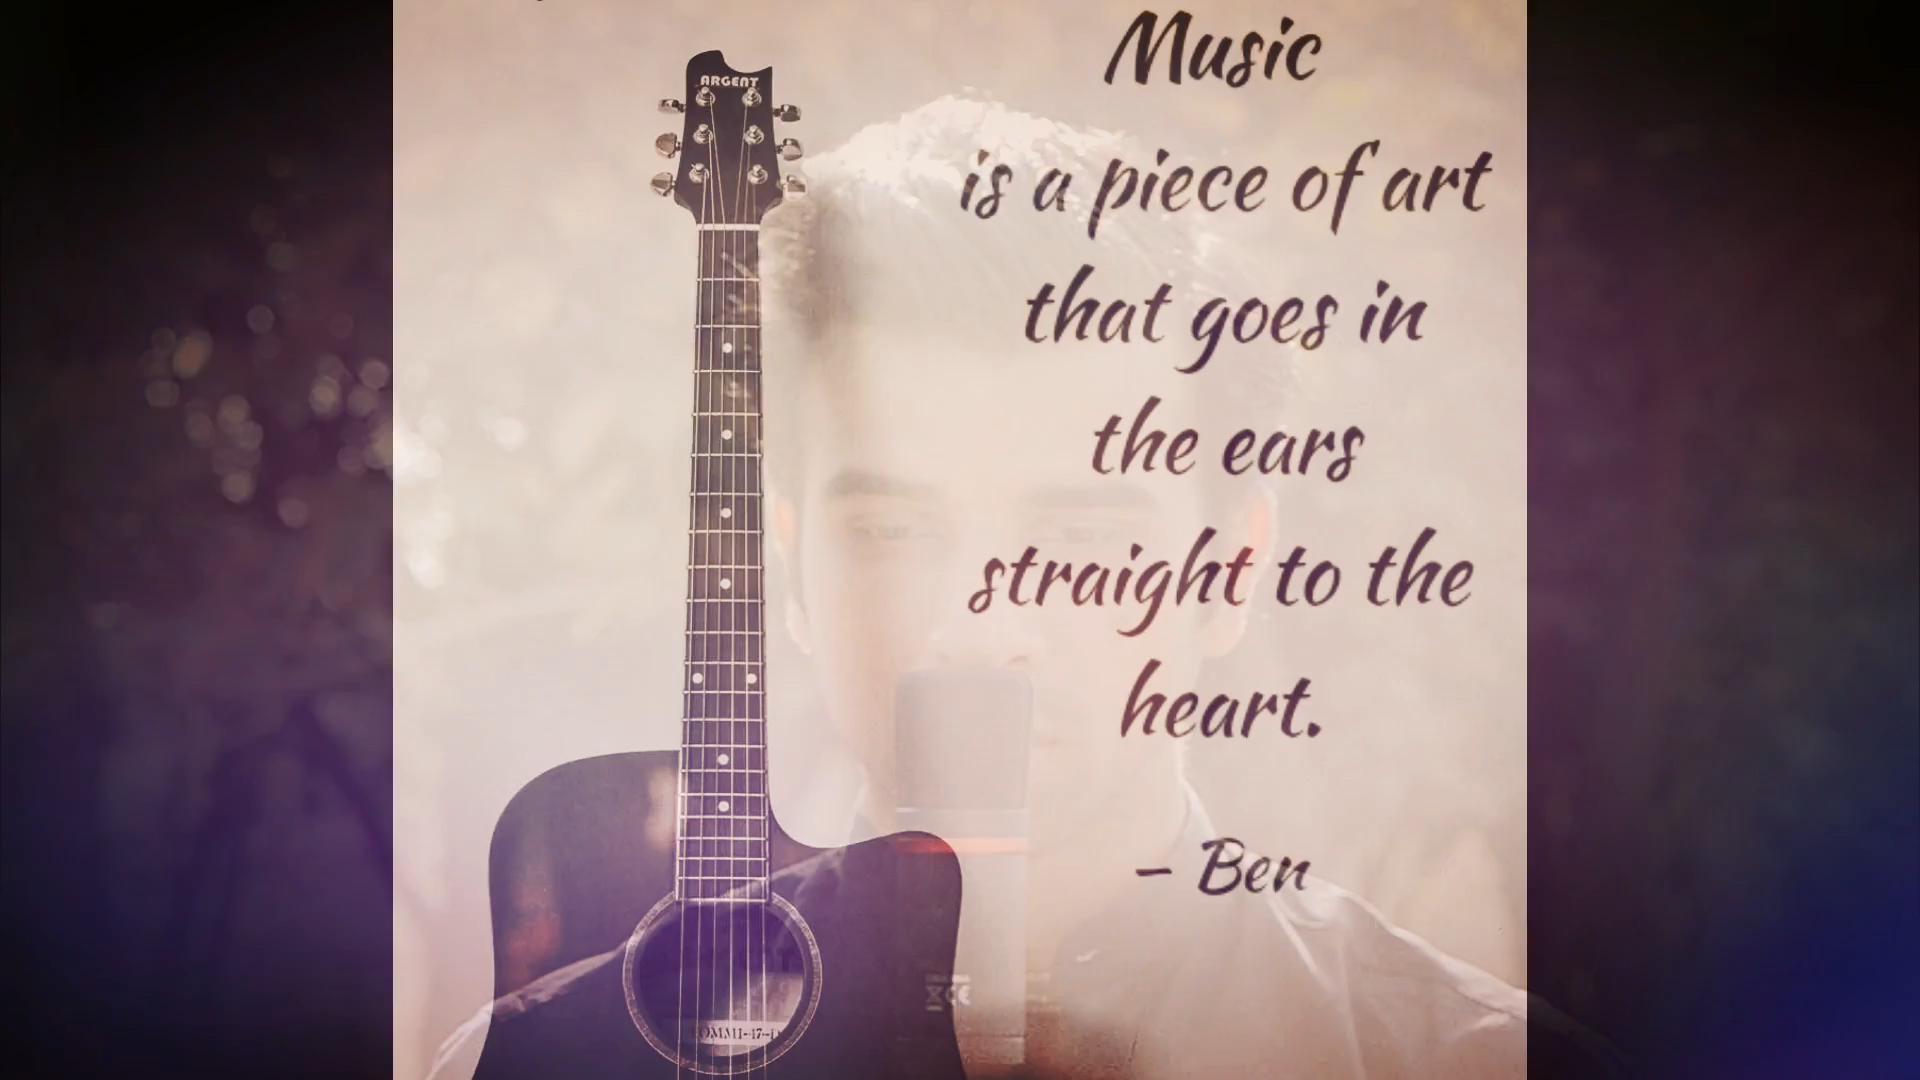 ARGENT
Music
is a piece of art
that goes in
the ears
straight to the
heart.
– Ben